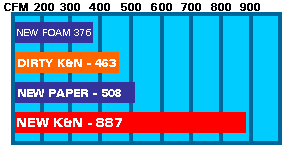 CFM 200 300 400 500 600 700 800 900
NEW FOAM 376
DIRTY K&N - 463
NEW PAPER - 508
NEW K&N - 887